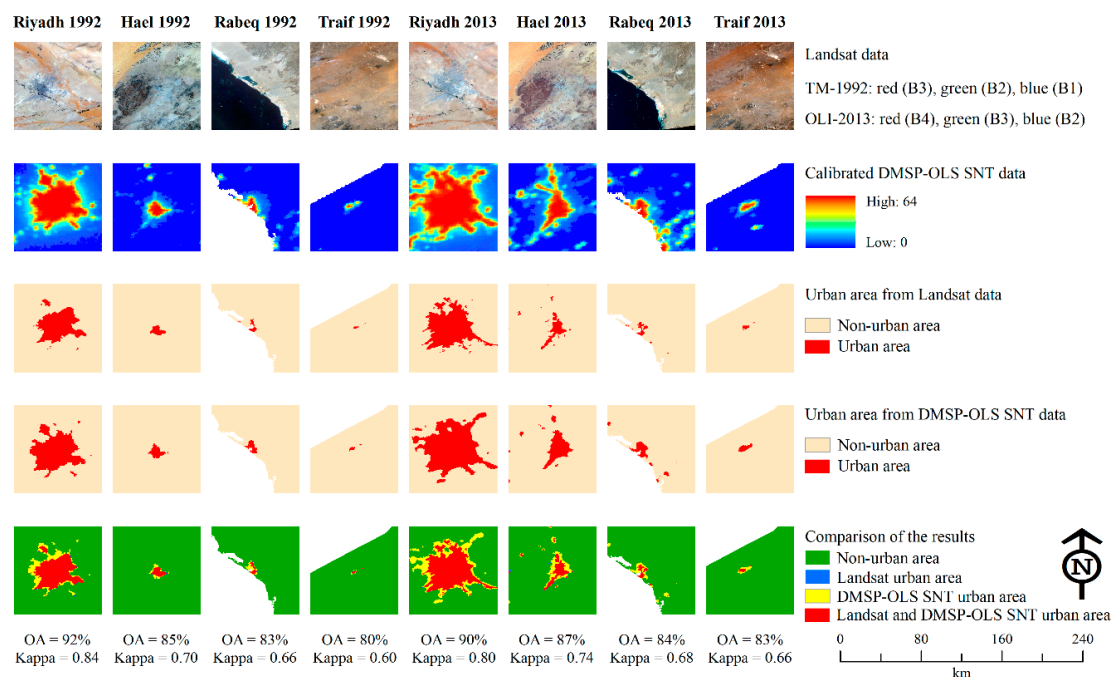 Riyadh 1992 Hael 1992 Rabeq 1992 Traif 1992 Riyadh 2013 Hael 2013 Rabeq 2013 Traif 2013
Landsat data
TM-1992: red (B3), green (B2), blue (B1)
OLI-2013: red (B4), green (B3), blue (B2)
Calibrated DMSP-OLS SNT data
High: 64
Low: 0
Urban area from Landsat data
Non-urban area
Urban area
Urban area from DMSP-OLS SNT data
Non-urban area
Urban area
Comparison of the results
Non-urban area
Landsat urban area
DMSP-OLS SNT urban area
Landsat and DMSP-OLS SNT urban area
N
OA = 92% OA = 85% OA = 83% OA = 80% OA = 90% OA = 87% OA = 84% OA = 83%
Kappa = 0.84 Kappa = 0.70 Kappa = 0.66 Kappa = 0.60 Kappa = 0.80 Kappa = 0.74 Kappa = 0.68 Kappa = 0.66
0 80 160 240
km